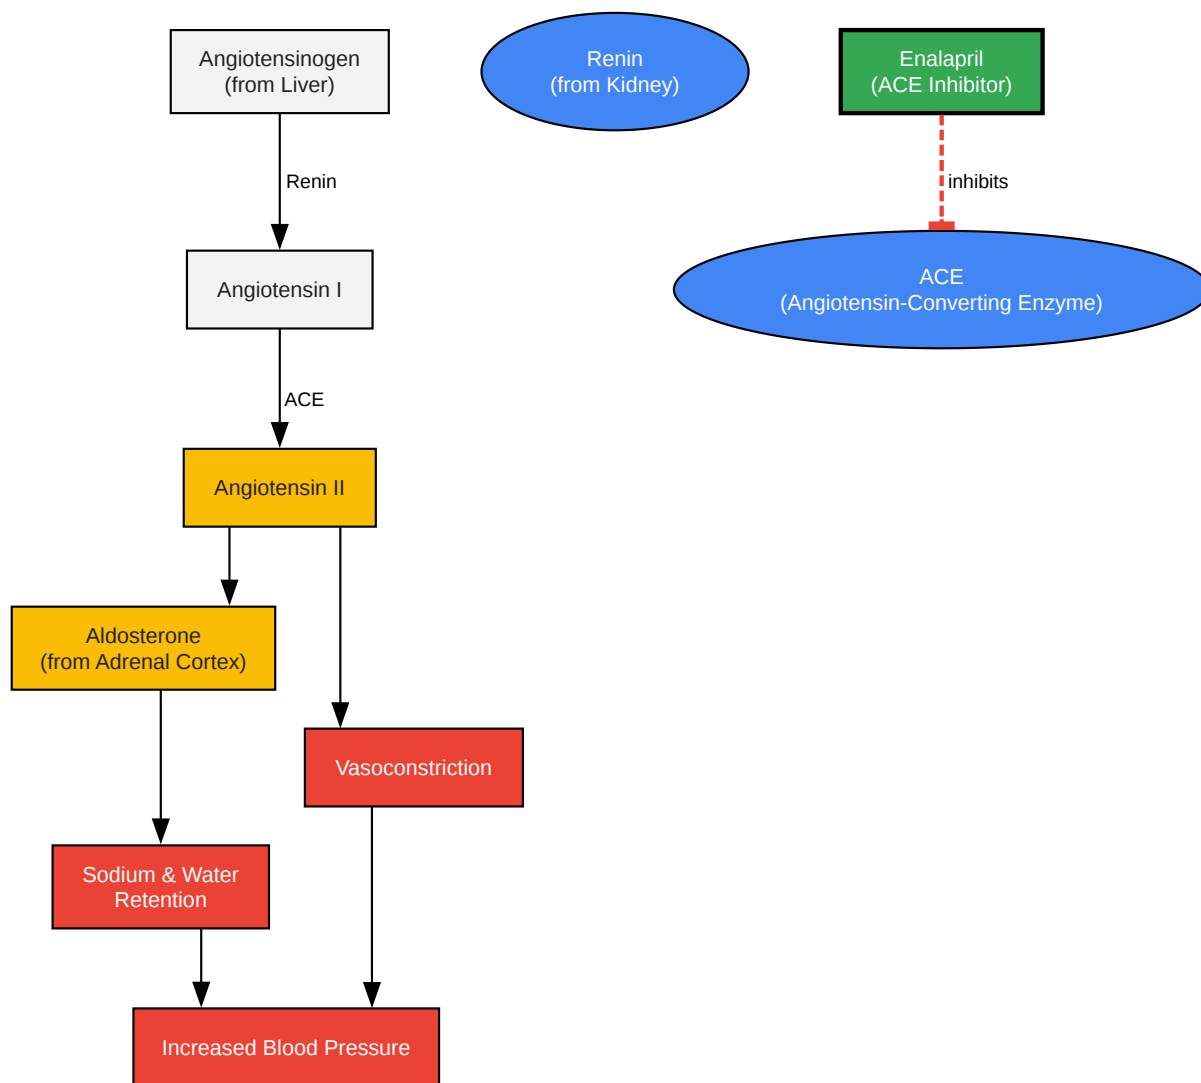 Angiotensinogen
(from Liver)
Renin
(from Kidney)
Enalapril
(ACE Inhibitor)
Renin
inhibits
Angiotensin I
ACE
(Angiotensin-Converting Enzyme)
ACE
Angiotensin II
Aldosterone
(from Adrenal Cortex)
Vasoconstriction
Sodium & Water
Retention
Increased Blood Pressure